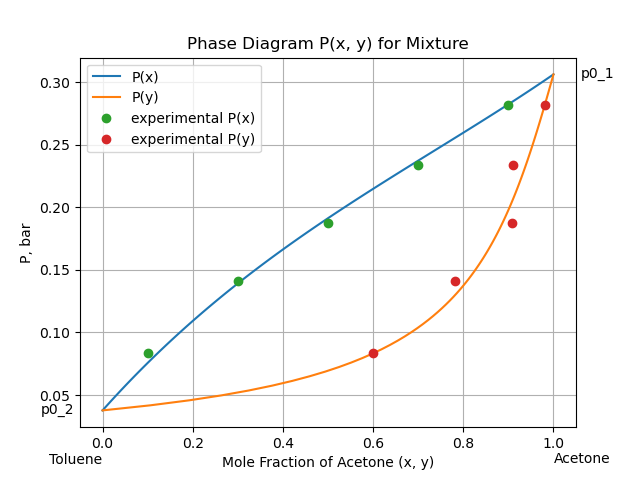 Phase Diagram P(x, y) for Mixture
P(x)
P(y)
experimental P(x)
experimental P(y)
p0_1
0.30
0.25
0.20
0.15
0.10
0.05
P, bar
p0_2
0.0
0.2
0.4
0.6
0.8
1.0
Toluene
Mole Fraction of Acetone (x, y)
Acetone